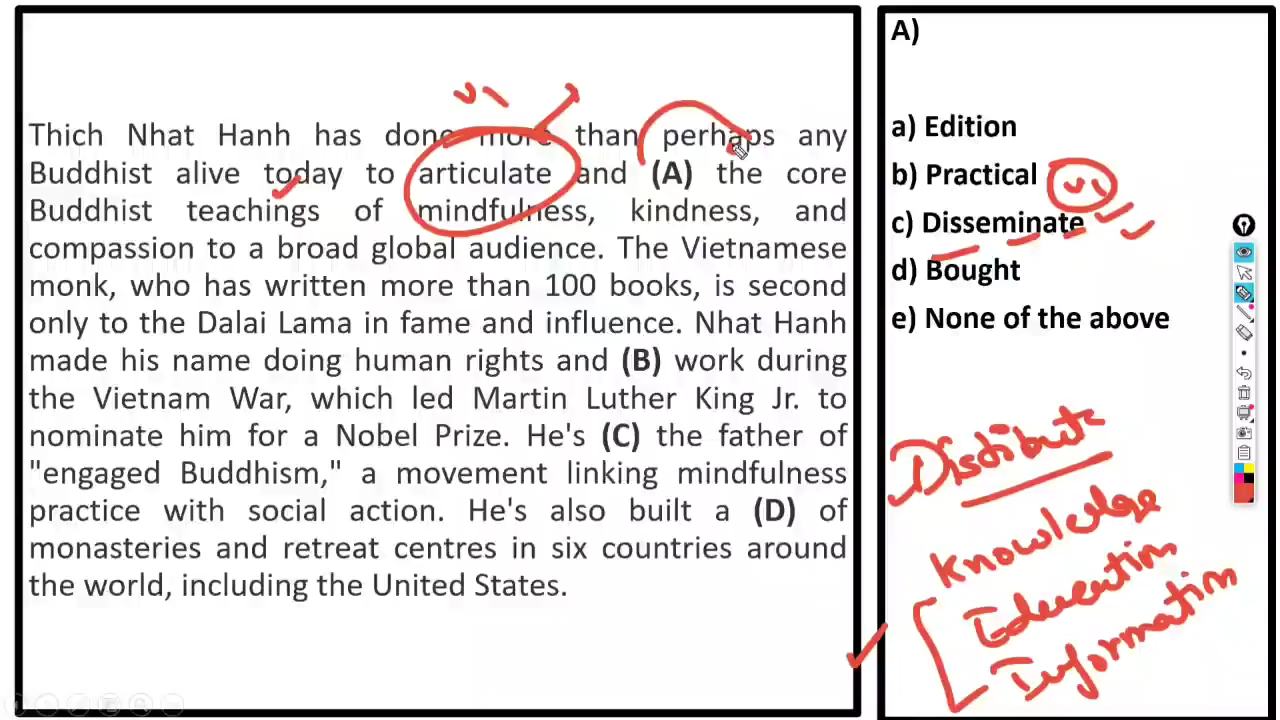 Thich Nhat Hanh has done more than perhaps any
Buddhist alive today to articulate and (A) the core
Buddhist teachings of mindfulness, kindness, and
compassion to a broad global audience. The Vietnamese
monk, who has written more than 100 books, is second
only to the Dalai Lama in fame and influence. Nhat Hanh
made his name doing human rights and (B) work during
the Vietnam War, which led Martin Luther King Jr. to
nominate him for a Nobel Prize. He's (C) the father of
"engaged Buddhism," a movement linking mindfulness
practice with social action. He's also built a (D) of
monasteries and retreat centres in six countries around
the world, including the United States.
V1
A)
a) Edition
b) Practical
V1
c) Disseminate
d) Bought
e) None of the above
Distribute
Knowledge
Education
Information